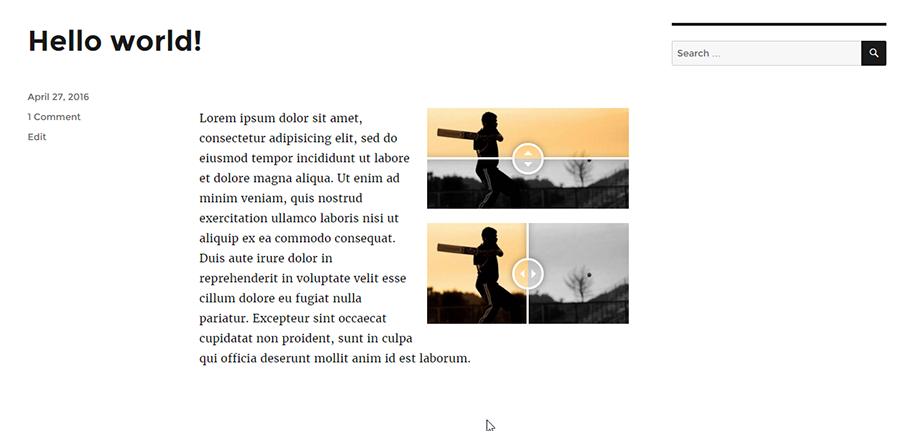 Hello world!
Search …
April 27, 2016
1 Comment
Edit
Lorem ipsum dolor sit amet,
consectetur adipisicing elit, sed do
eiusmod tempor incididunt ut labore
et dolore magna aliqua. Ut enim ad
minim veniam, quis nostrud
exercitation ullamco laboris nisi ut
aliquip ex ea commodo consequat.
Duis aute irure dolor in
reprehenderit in voluptate velit esse
cillum dolore eu fugiat nulla
pariatur. Excepteur sint occaecat
cupidatat non proident, sunt in culpa
qui officia deserunt mollit anim id est laborum.